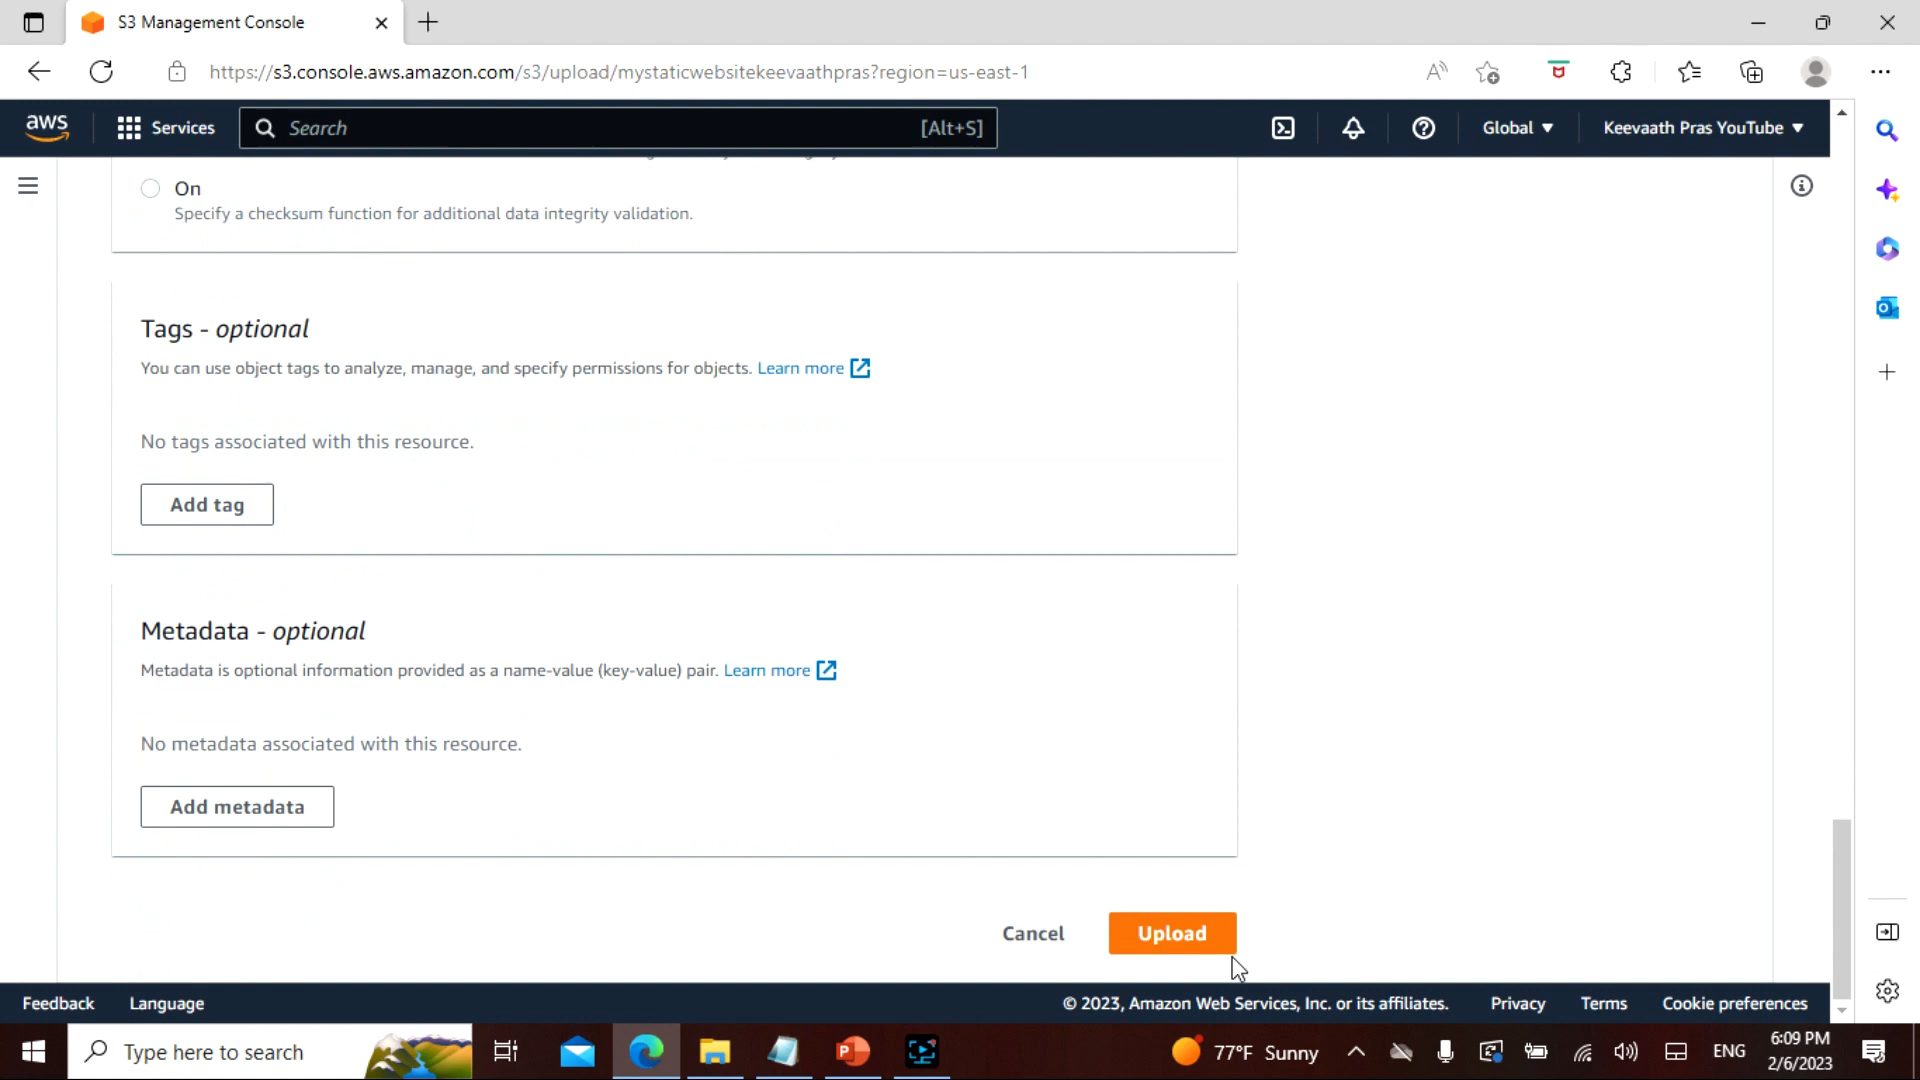 S3 Management Console
https://s3.console.aws.amazon.com/s3/upload/mystaticwebsitekeevaathpras?region=us-east-1
aws
Services
Search
[Alt+S]
Global
Keevaath Pras YouTube
On
Specify a checksum function for additional data integrity validation.
Tags - optional
You can use object tags to analyze, manage, and specify permissions for objects. Learn more
No tags associated with this resource.
Add tag
Metadata - optional
Metadata is optional information provided as a name-value (key-value) pair. Learn more
No metadata associated with this resource.
Add metadata
Cancel
Upload
Feedback
Language
© 2023, Amazon Web Services, Inc. or its affiliates.
Privacy
Terms
Cookie preferences
Type here to search
77°F Sunny
ENG
6:09 PM
2/6/2023